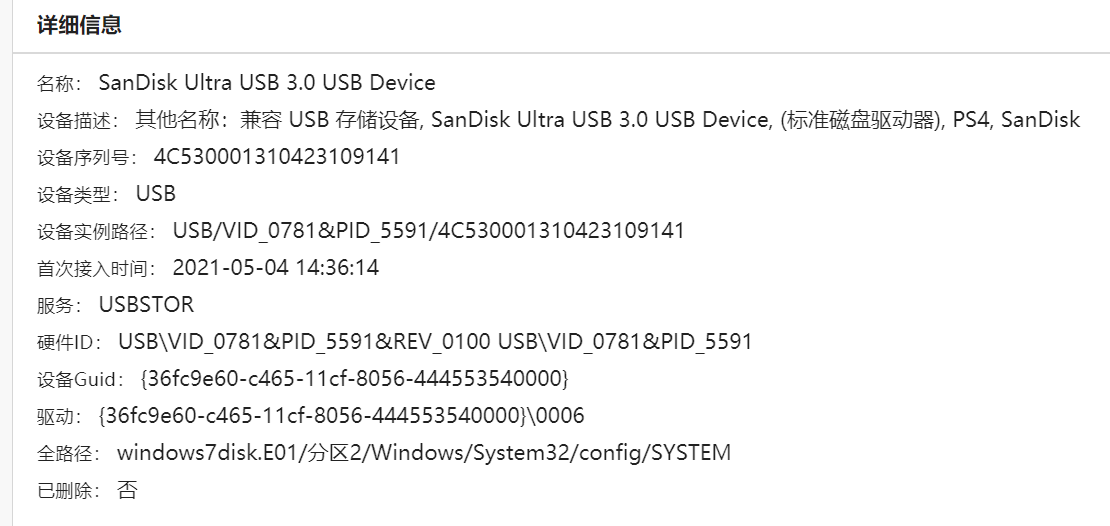 详细信息
名称： SanDisk Ultra USB 3.0 USB Device
设备描述： 其他名称：兼容 USB 存储设备, SanDisk Ultra USB 3.0 USB Device, (标准磁盘驱动器), PS4, SanDisk
设备序列号： 4C530001310423109141
设备类型： USB
设备实例路径： USB/VID_0781&PID_5591/4C530001310423109141
首次接入时间： 2021-05-04 14:36:14
服务： USBSTOR
硬件ID： USB\VID_0781&PID_5591&REV_0100 USB\VID_0781&PID_5591
设备Guid： {36fc9e60-c465-11cf-8056-444553540000}
驱动： {36fc9e60-c465-11cf-8056-444553540000}\0006
全路径： windows7disk.E01/分区2/Windows/System32/config/SYSTEM
已删除： 否